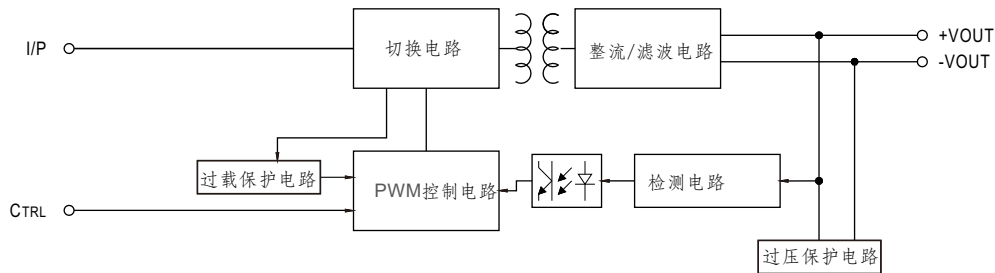 +VOUT
I/P
切换电路
整流/滤波电路
-VOUT
过载保护电路
PWM控制电路
检测电路
CTRL
过压保护电路